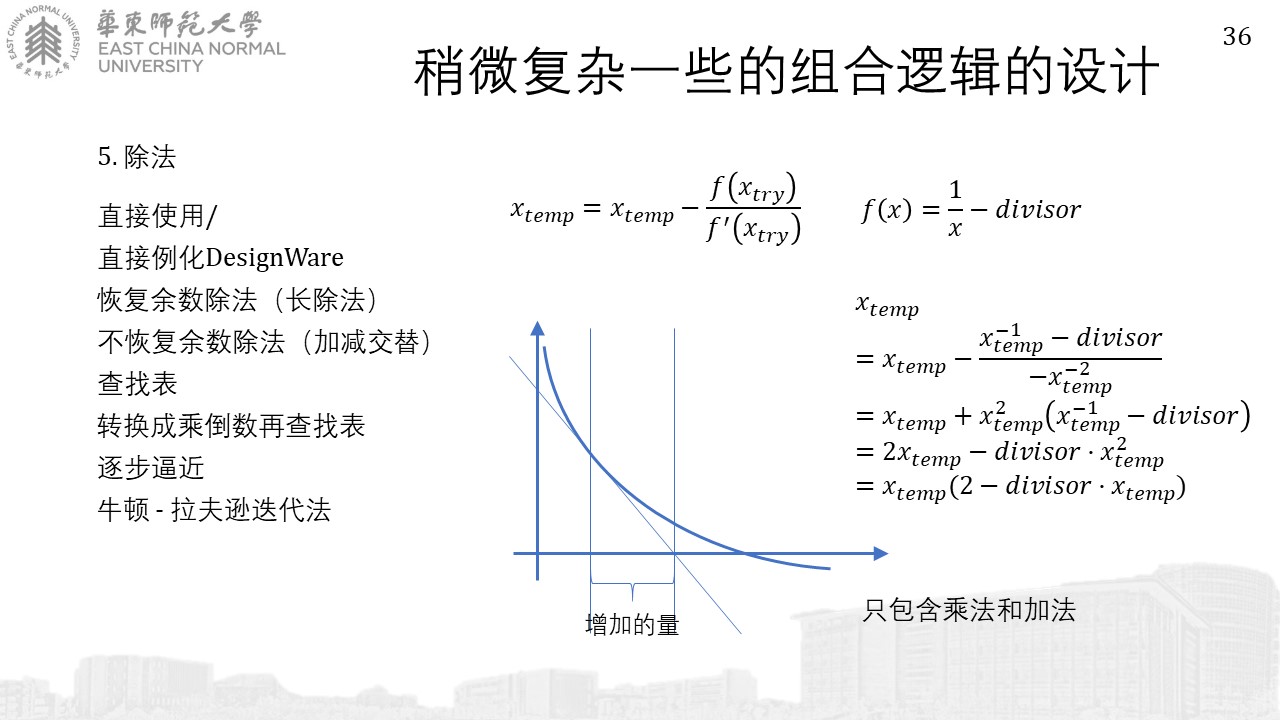 華東師範大學
EAST CHINA NORMAL
UNIVERSITY
EAST CHINA NORMAL UNIVERSITY
華東師範大學
36
稍微复杂一些的组合逻辑的设计
5. 除法
直接使用/
直接例化DesignWare
恢复余数除法（长除法）
不恢复余数除法（加减交替）
查找表
转换成乘倒数再查找表
逐步逼近
牛顿 - 拉夫逊迭代法
x_{temp} = x_{temp} − \frac{f(x_{try})}{f′(x_{try})}
f(x) = \frac{1}{x} − divisor
x_{temp}
= x_{temp} − \frac{x_{temp}^{−1} − divisor}{−x_{temp}^{−2}}
= x_{temp} + x_{temp}^{2}(x_{temp}^{−1} − divisor)
= 2x_{temp} − divisor · x_{temp}^{2}
= x_{temp}(2 − divisor · x_{temp})
增加的量
只包含乘法和加法